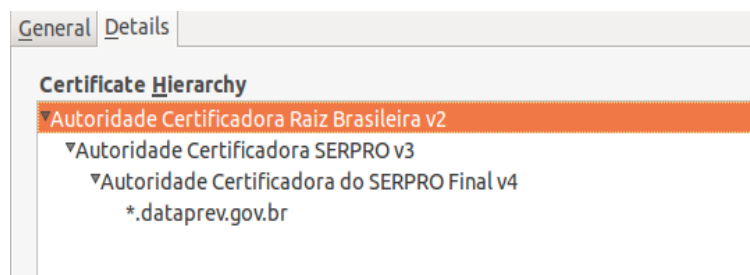 General Details
Certificate Hierarchy
Autoridade Certificadora Raiz Brasileira v2
Autoridade Certificadora SERPRO v3
Autoridade Certificadora do SERPRO Final v4
*.dataprev.gov.br